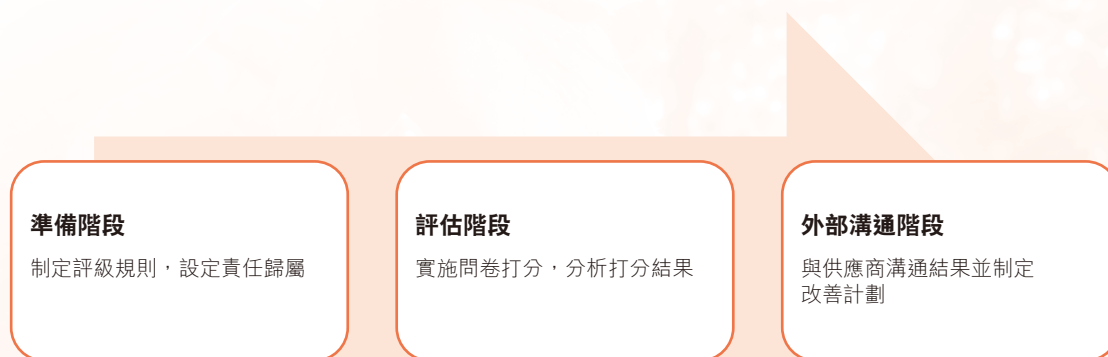 準備階段
制定評級規則，設定責任歸屬
評估階段
實施問卷打分，分析打分結果
外部溝通階段
與供應商溝通結果並制定
改善計劃